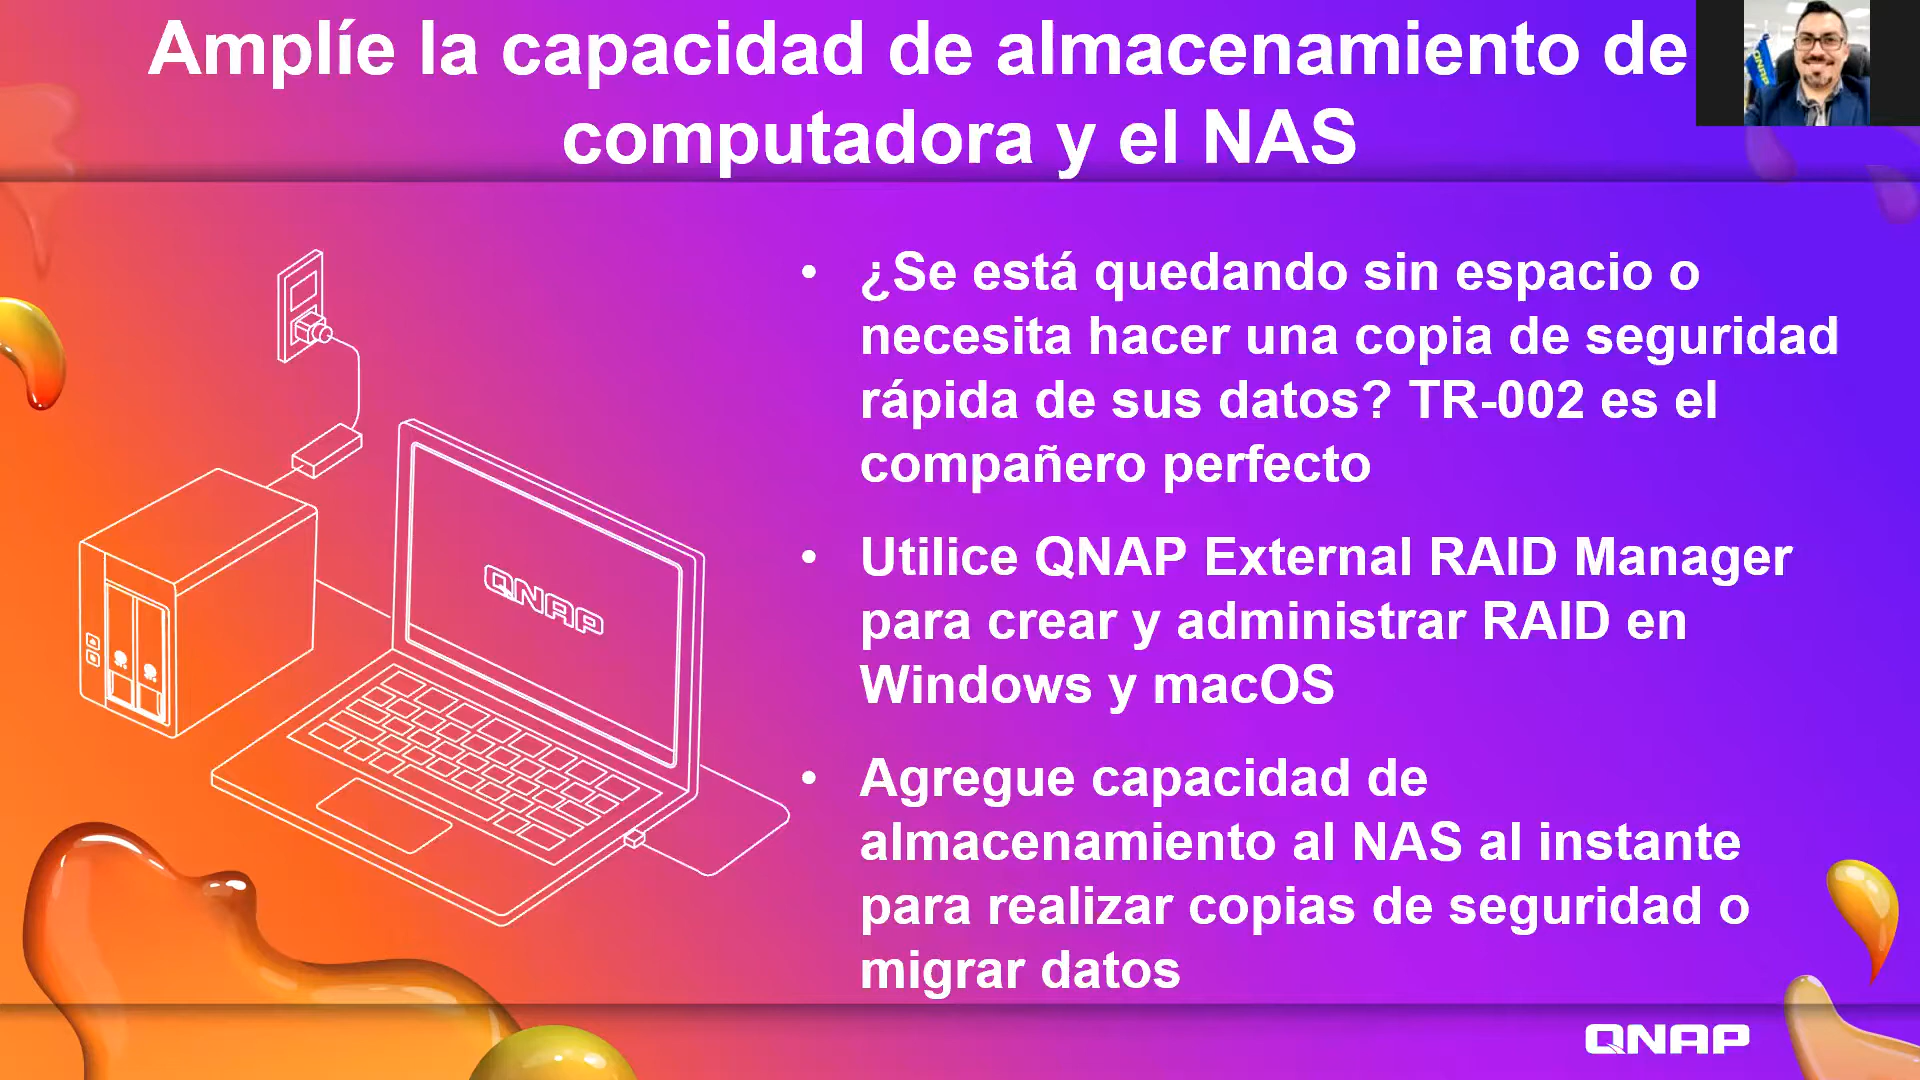 Amplíe la capacidad de almacenamiento de
computadora y el NAS
QNAP
• ¿Se está quedando sin espacio o
necesita hacer una copia de seguridad
rápida de sus datos? TR-002 es el
compañero perfecto
• Utilice QNAP External RAID Manager
para crear y administrar RAID en
Windows y macOS
• Agregue capacidad de
almacenamiento al NAS al instante
para realizar copias de seguridad o
migrar datos
QNAP
QNAP